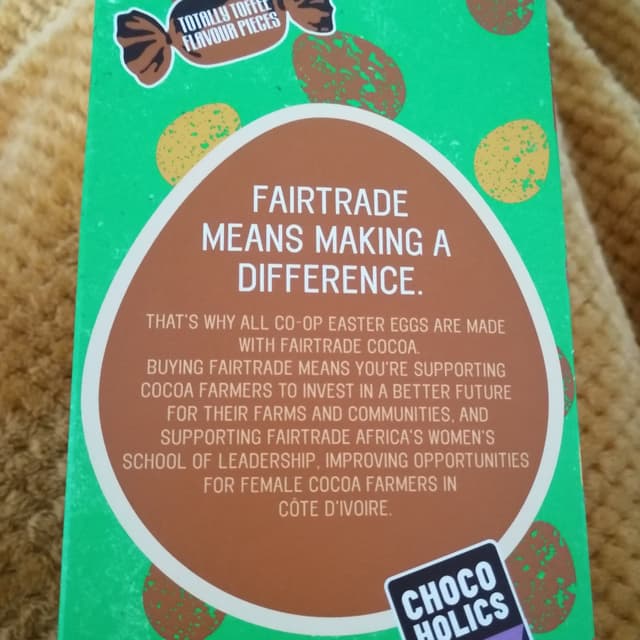 TOTALLY TOFFEE
FLAVOUR PIECES
FAIRTRADE
MEANS MAKING A
DIFFERENCE.
THAT'S WHY ALL CO-OP EASTER EGGS ARE MADE
WITH FAIRTRADE COCOA.
BUYING FAIRTRADE MEANS YOU'RE SUPPORTING
COCOA FARMERS TO INVEST IN A BETTER FUTURE
FOR THEIR FARMS AND COMMUNITIES, AND
SUPPORTING FAIRTRADE AFRICA'S WOMEN'S
SCHOOL OF LEADERSHIP, IMPROVING OPPORTUNITIES
FOR FEMALE COCOA FARMERS IN
CÔTE D'IVOIRE.
CHOCO
HOLICS